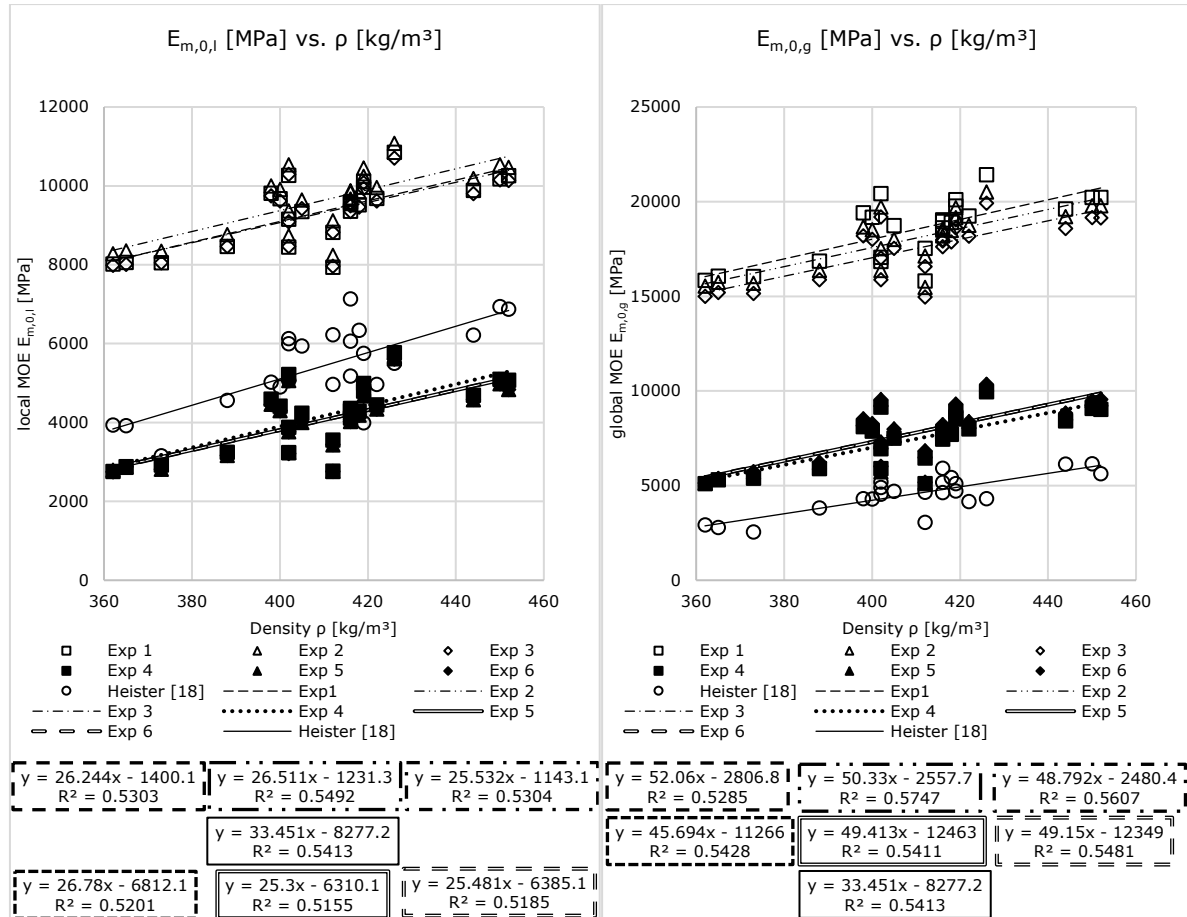 E_m,0,l [MPa] vs. ρ [kg/m³]
12000
10000
8000
6000
4000
2000
0
local MOE E_m,0,l [MPa]
360 380 400 420 440 460
Density ρ [kg/m³]
Exp 1 Exp 2 Exp 3
Exp 4 Exp 5 Exp 6
Heister [18] Exp1 Exp 2
Exp 3 Exp 4 Exp 5
Exp 6 Heister [18]
y = 26.244x - 1400.1
R² = 0.5303
y = 26.511x - 1231.3
R² = 0.5492
y = 25.532x - 1143.1
R² = 0.5304
y = 33.451x - 8277.2
R² = 0.5413
y = 26.78x - 6812.1
R² = 0.5201
y = 25.3x - 6310.1
R² = 0.5155
y = 25.481x - 6385.1
R² = 0.5185
E_m,0,g [MPa] vs. ρ [kg/m³]
25000
20000
15000
10000
5000
0
global MOE E_m,0,g [MPa]
360 380 400 420 440 460
Density ρ [kg/m³]
Exp 1 Exp 2 Exp 3
Exp 4 Exp 5 Exp 6
Heister [18] Exp1 Exp 2
Exp 3 Exp 4 Exp 5
Exp 6 Heister [18]
y = 52.06x - 2806.8
R² = 0.5285
y = 50.33x - 2557.7
R² = 0.5747
y = 48.792x - 2480.4
R² = 0.5607
y = 45.694x - 11266
R² = 0.5428
y = 49.413x - 12463
R² = 0.5411
y = 49.15x - 12349
R² = 0.5481
y = 33.451x - 8277.2
R² = 0.5413